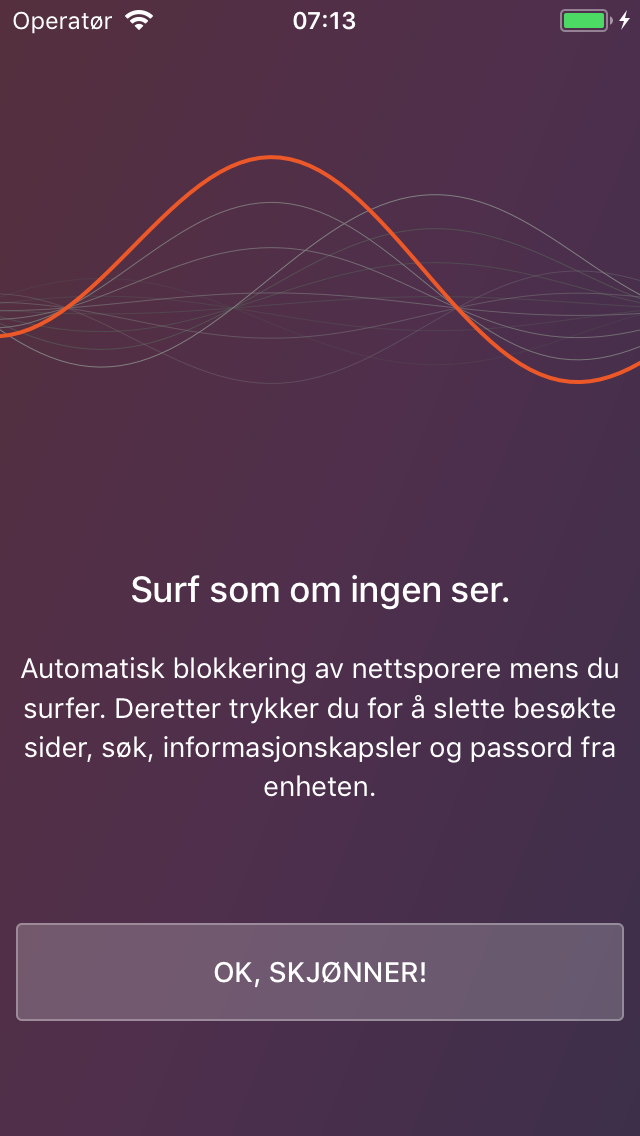 Operatør
07:13
Surf som om ingen ser.
Automatisk blokkering av nettsporere mens du
surfer. Deretter trykker du for å slette besøkte
sider, søk, informasjonskapsler og passord fra
enheten.
OK, SKJØNNER!